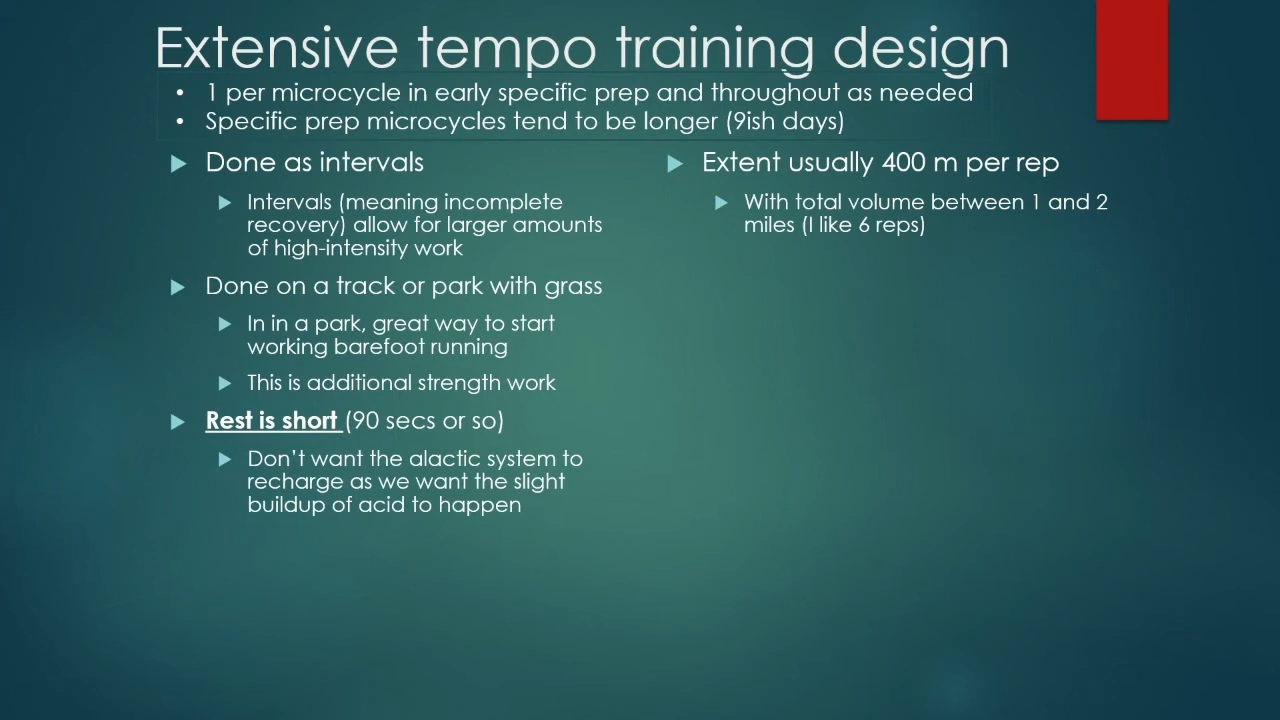 Extensive tempo training design
• 1 per microcycle in early specific prep and throughout as needed
• Specific prep microcycles tend to be longer (9ish days)
Done as intervals
Intervals (meaning incomplete
recovery) allow for larger amounts
of high-intensity work
Done on a track or park with grass
In in a park, great way to start
working barefoot running
This is additional strength work
Rest is short (90 secs or so)
Don't want the alactic system to
recharge as we want the slight
buildup of acid to happen
Extent usually 400 m per rep
With total volume between 1 and 2
miles (I like 6 reps)